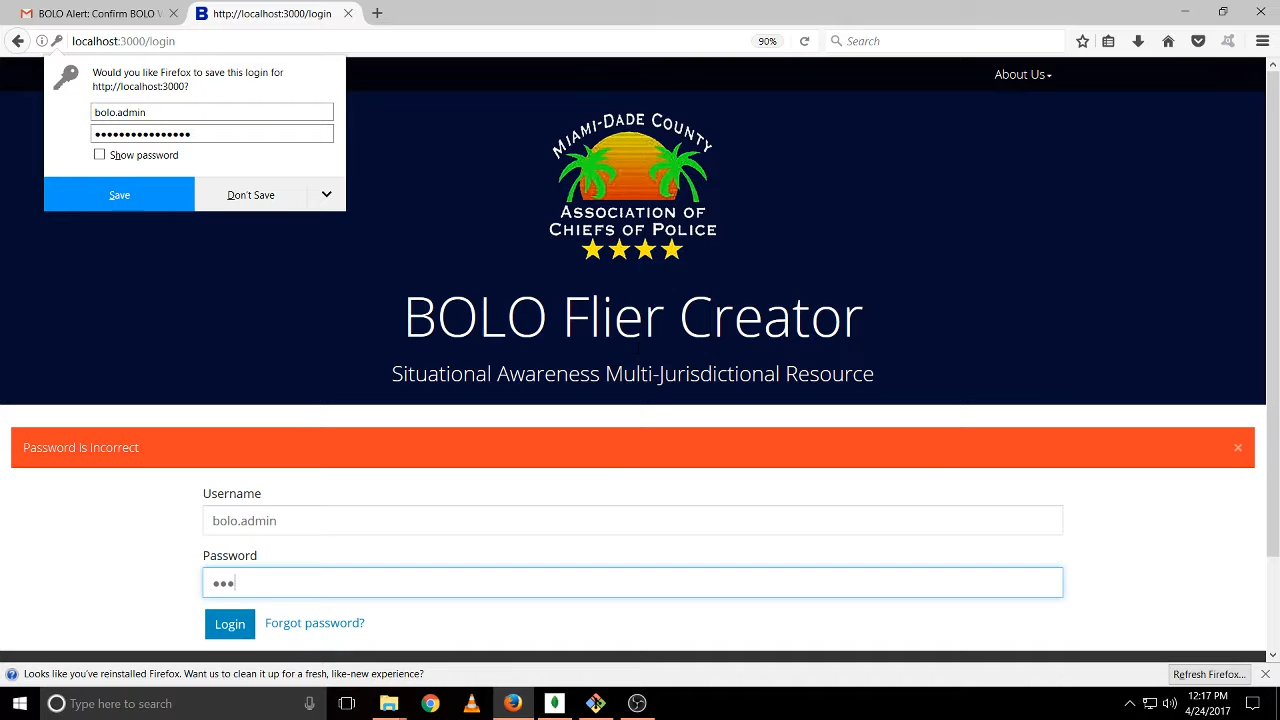 BOLO Alert: Confirm BOLO V
http://localhost:3000/login
localhost:3000/login
90%
Search
Would you like Firefox to save this login for
http://localhost:3000?
bolo.admin
••••••••••••••••
Show password
Save
Don't Save
About Us
MIAMI-DADE COUNTY
ASSOCIATION OF
CHIEFS OF POLICE
BOLO Flier Creator
Situational Awareness Multi-Jurisdictional Resource
Password is Incorrect
×
Username
bolo.admin
Password
•••
Login
Forgot password?
Looks like you've reinstalled Firefox. Want us to clean it up for a fresh, like-new experience?
Refresh Firefox...
Type here to search
12:17 PM
4/24/2017